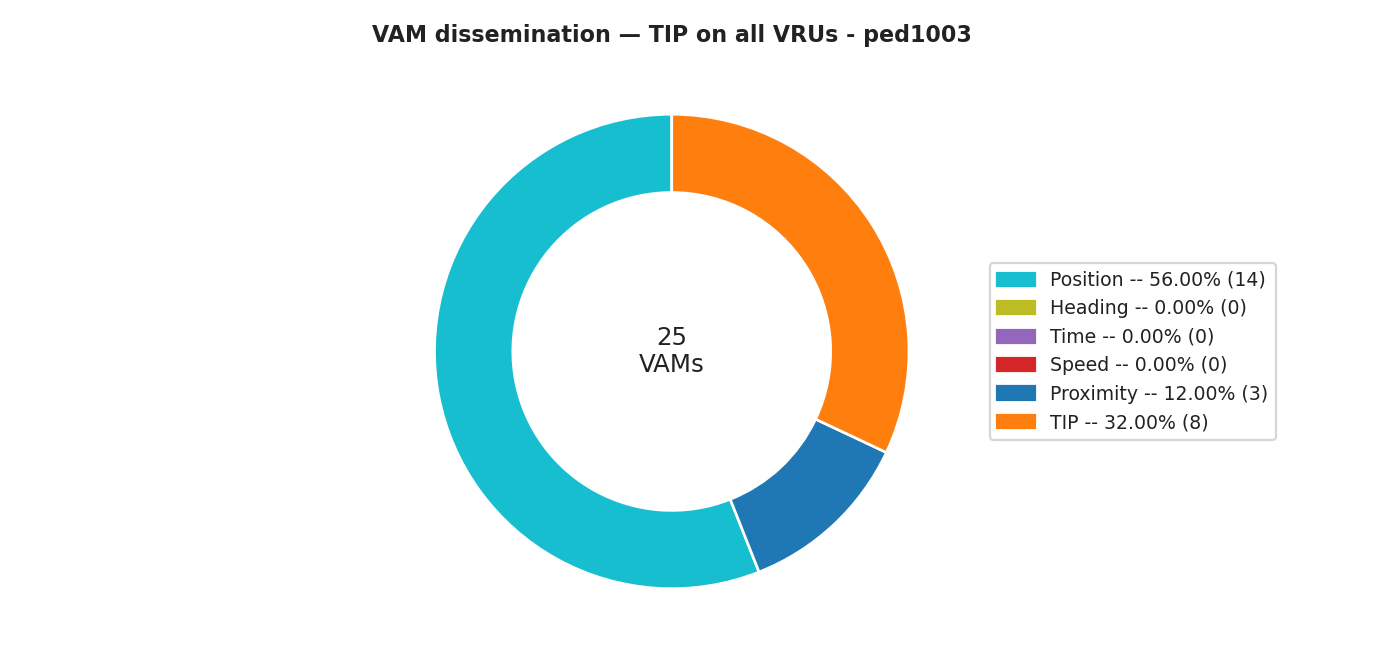 VAM dissemination — TIP on all VRUs - ped1003
25
VAMs
Position -- 56.00% (14)
Heading -- 0.00% (0)
Time -- 0.00% (0)
Speed -- 0.00% (0)
Proximity -- 12.00% (3)
TIP -- 32.00% (8)